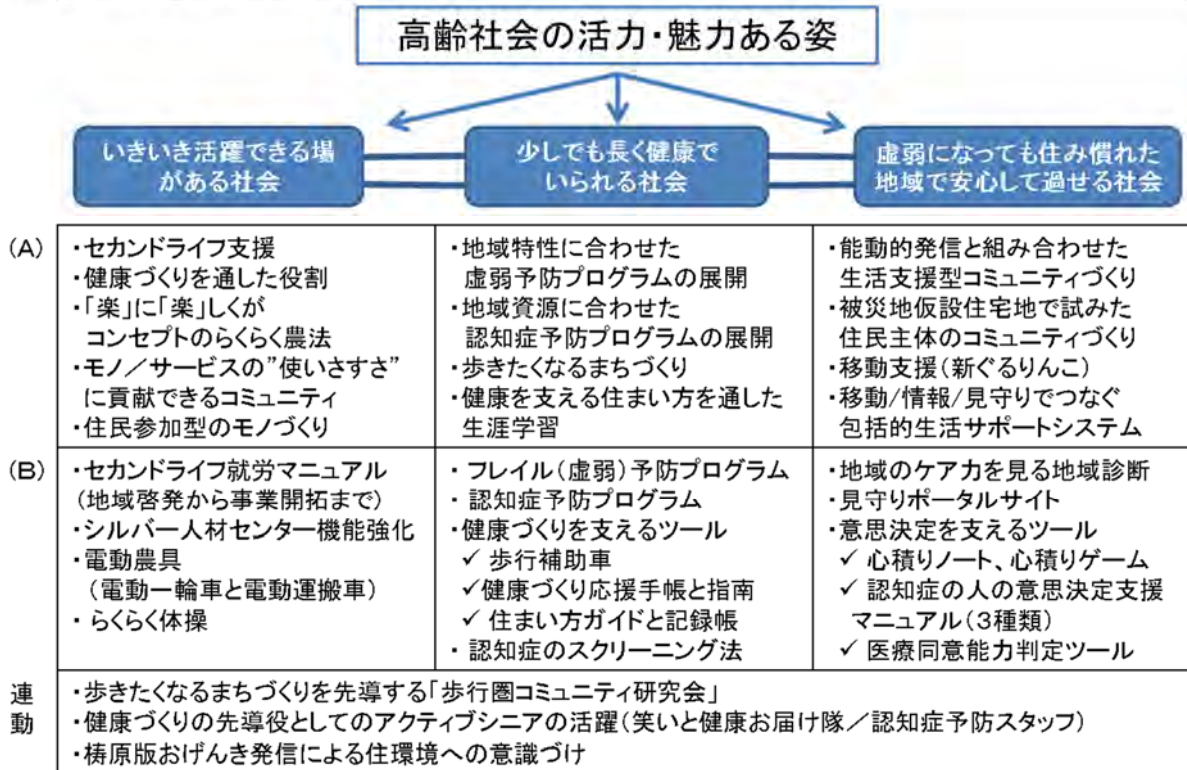 高齢社会の活力・魅力ある姿
いきいき活躍できる場
がある社会
少しでも長く健康で
いられる社会
虚弱になっても住み慣れた
地域で安心して過せる社会
(A)
・セカンドライフ支援
・健康づくりを通した役割
・「楽」に「楽」しくが
コンセプトのらくらく農法
・モノ／サービスの”使いさすさ”
に貢献できるコミュニティ
・住民参加型のモノづくり
・地域特性に合わせた
虚弱予防プログラムの展開
・地域資源に合わせた
認知症予防プログラムの展開
・歩きたくなるまちづくり
・健康を支える住まい方を通した
生涯学習
・能動的発信と組み合わせた
生活支援型コミュニティづくり
・被災地仮設住宅地で試みた
住民主体のコミュニティづくり
・移動支援(新ぐるりんこ)
・移動/情報/見守りでつなぐ
包括的生活サポートシステム
(B)
・セカンドライフ就労マニュアル
(地域啓発から事業開拓まで)
・シルバー人材センター機能強化
・電動農具
(電動一輪車と電動運搬車)
・らくらく体操
・フレイル(虚弱)予防プログラム
・認知症予防プログラム
・健康づくりを支えるツール
✓ 歩行補助車
✓健康づくり応援手帳と指南
✓ 住まい方ガイドと記録帳
・認知症のスクリーニング法
・地域のケア力を見る地域診断
・見守りポータルサイト
・意思決定を支えるツール
✓ 心積りノート、心積りゲーム
✓ 認知症の人の意思決定支援
マニュアル(3種類)
✓ 医療同意能力判定ツール
連動
・歩きたくなるまちづくりを先導する「歩行圏コミュニティ研究会」
・健康づくりの先導役としてのアクティブシニアの活躍(笑いと健康お届け隊／認知症予防スタッフ)
・梼原版おげんき発信による住環境への意識づけ